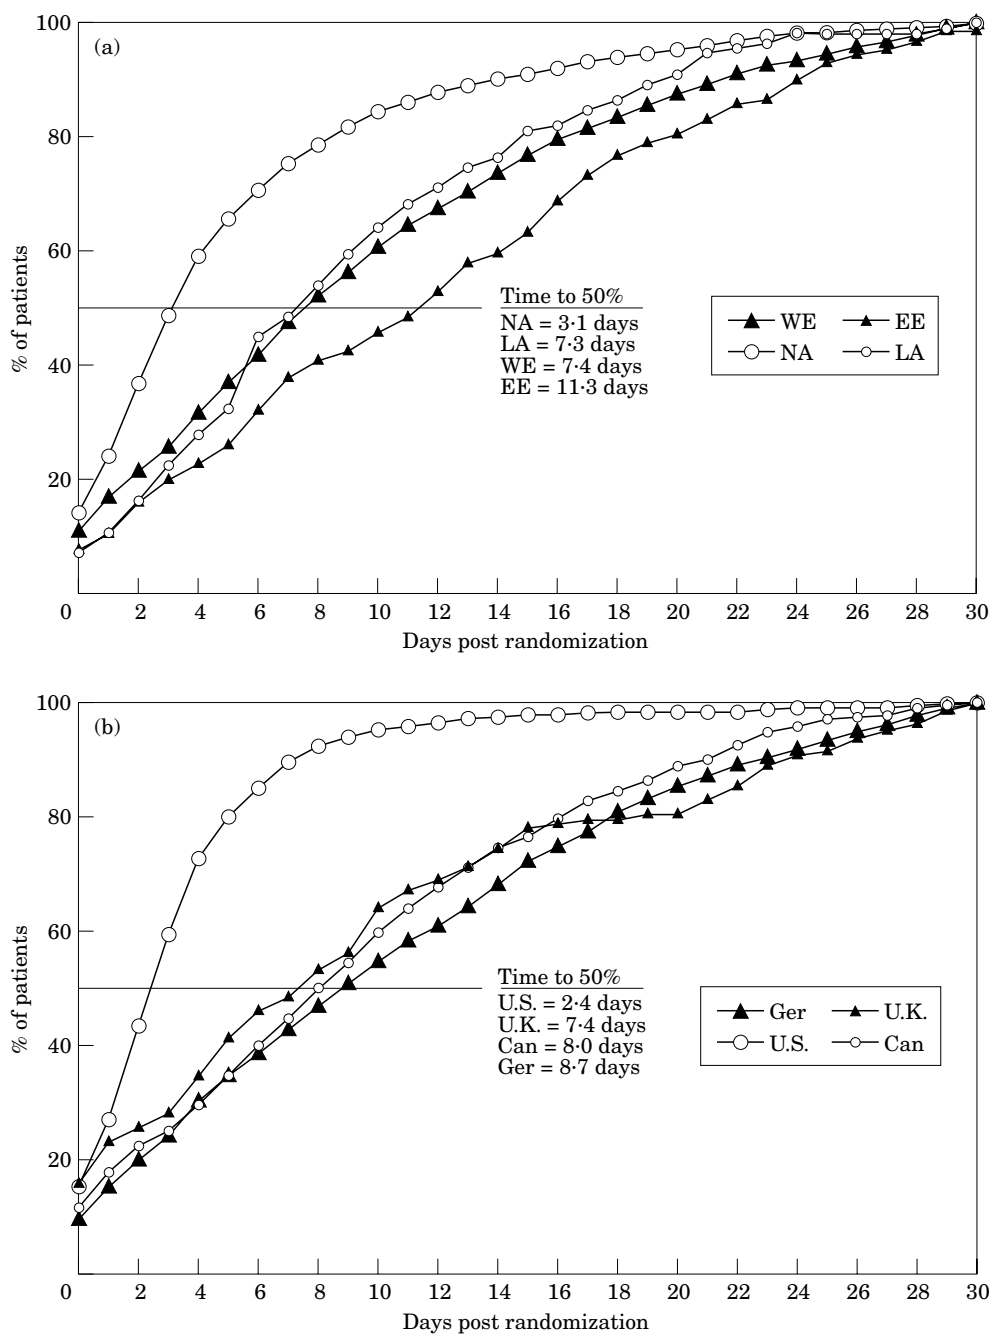 100
(a)
80
60
% of patients
40
20
Time to 50%
NA = 3·1 days
LA = 7·3 days
WE = 7·4 days
EE = 11·3 days
WE EE
NA LA
0 2 4 6 8 10 12 14 16 18 20 22 24 26 28 30
Days post randomization
100
(b)
80
60
% of patients
40
20
Time to 50%
U.S. = 2·4 days
U.K. = 7·4 days
Can = 8·0 days
Ger = 8·7 days
Ger U.K.
U.S. Can
0 2 4 6 8 10 12 14 16 18 20 22 24 26 28 30
Days post randomization